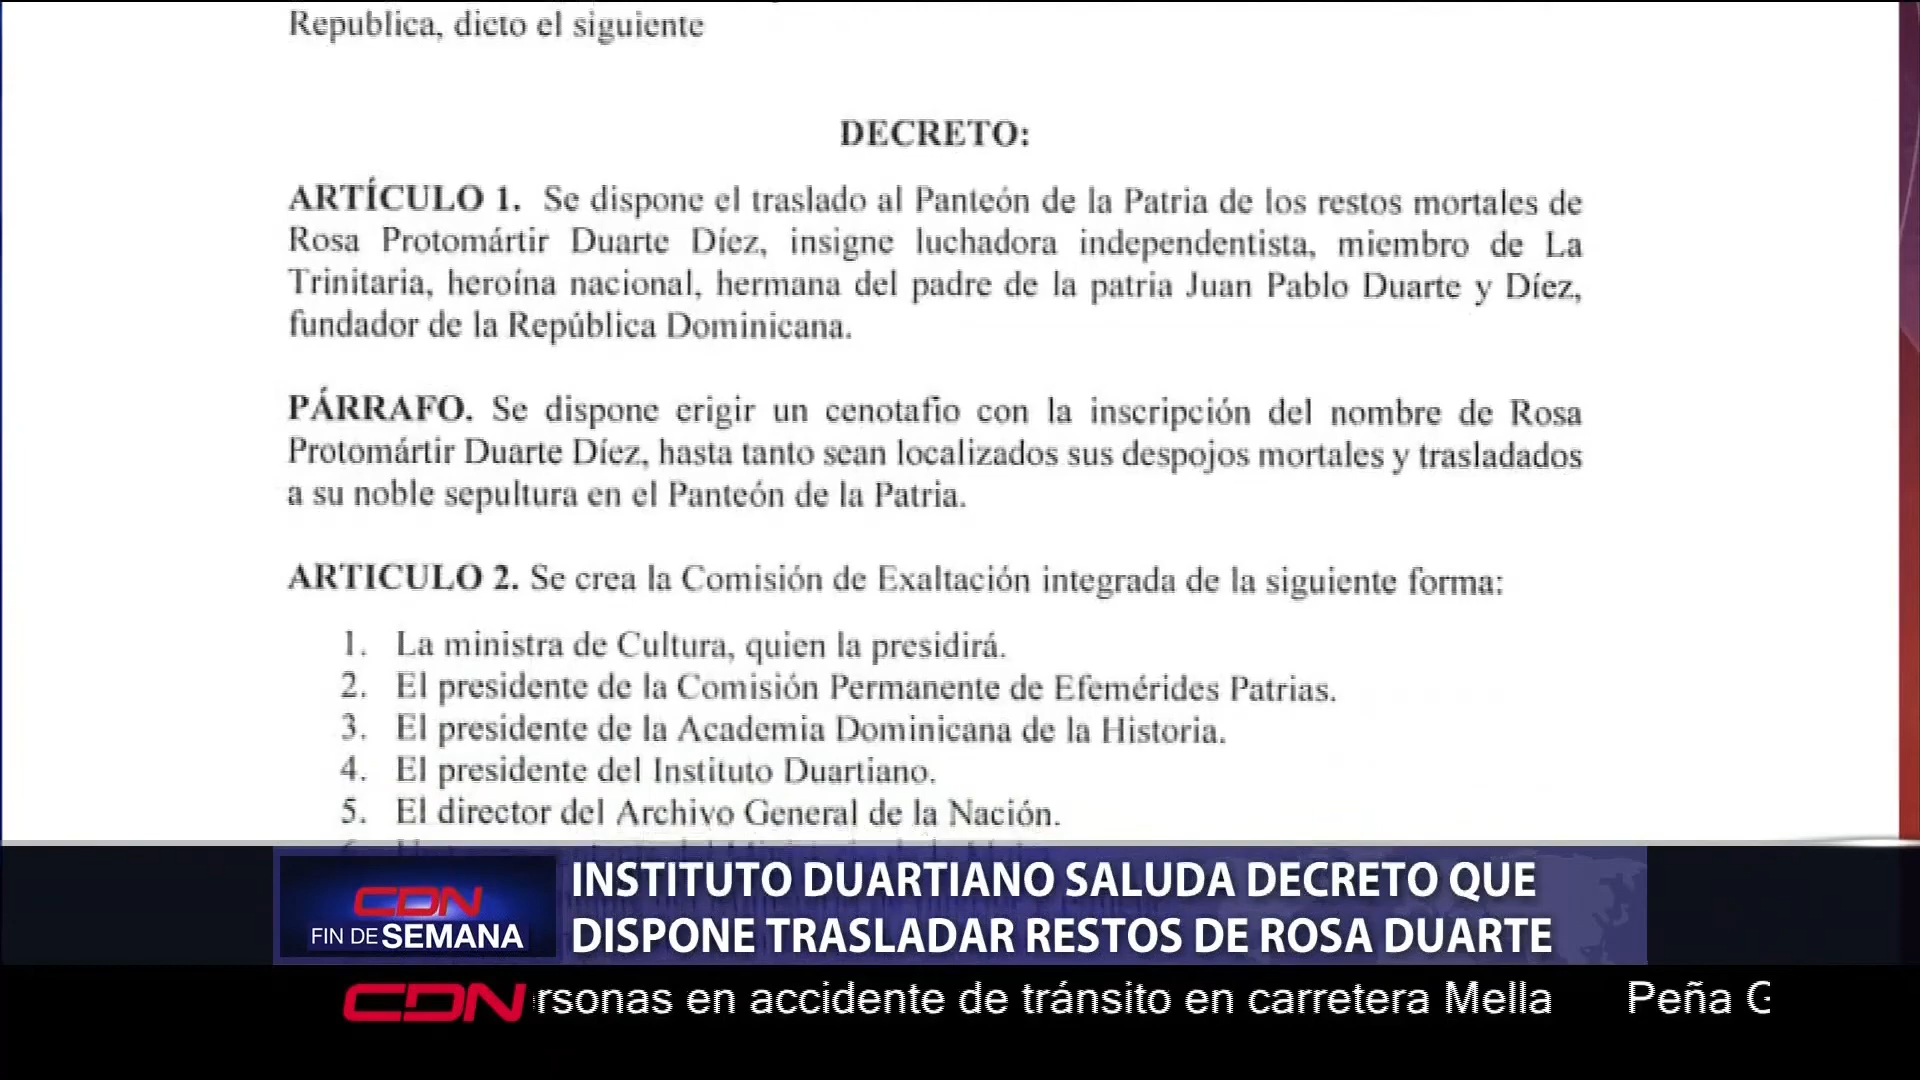 Republica, dicto el siguiente
DECRETO:
ARTÍCULO 1. Se dispone el traslado al Panteón de la Patria de los restos mortales de
Rosa Protomártir Duarte Díez, insigne luchadora independentista, miembro de La
Trinitaria, heroína nacional, hermana del padre de la patria Juan Pablo Duarte y Díez,
fundador de la República Dominicana.
PÁRRAFO. Se dispone erigir un cenotafio con la inscripción del nombre de Rosa
Protomártir Duarte Díez, hasta tanto sean localizados sus despojos mortales y trasladados
a su noble sepultura en el Panteón de la Patria.
ARTICULO 2. Se crea la Comisión de Exaltación integrada de la siguiente forma:
1. La ministra de Cultura, quien la presidirá.
2. El presidente de la Comisión Permanente de Efemérides Patrias.
3. El presidente de la Academia Dominicana de la Historia.
4. El presidente del Instituto Duartiano.
5. El director del Archivo General de la Nación.
CDN
FIN DE SEMANA
INSTITUTO DUARTIANO SALUDA DECRETO QUE
DISPONE TRASLADAR RESTOS DE ROSA DUARTE
CDN
rsonas en accidente de tránsito en carretera Mella Peña G